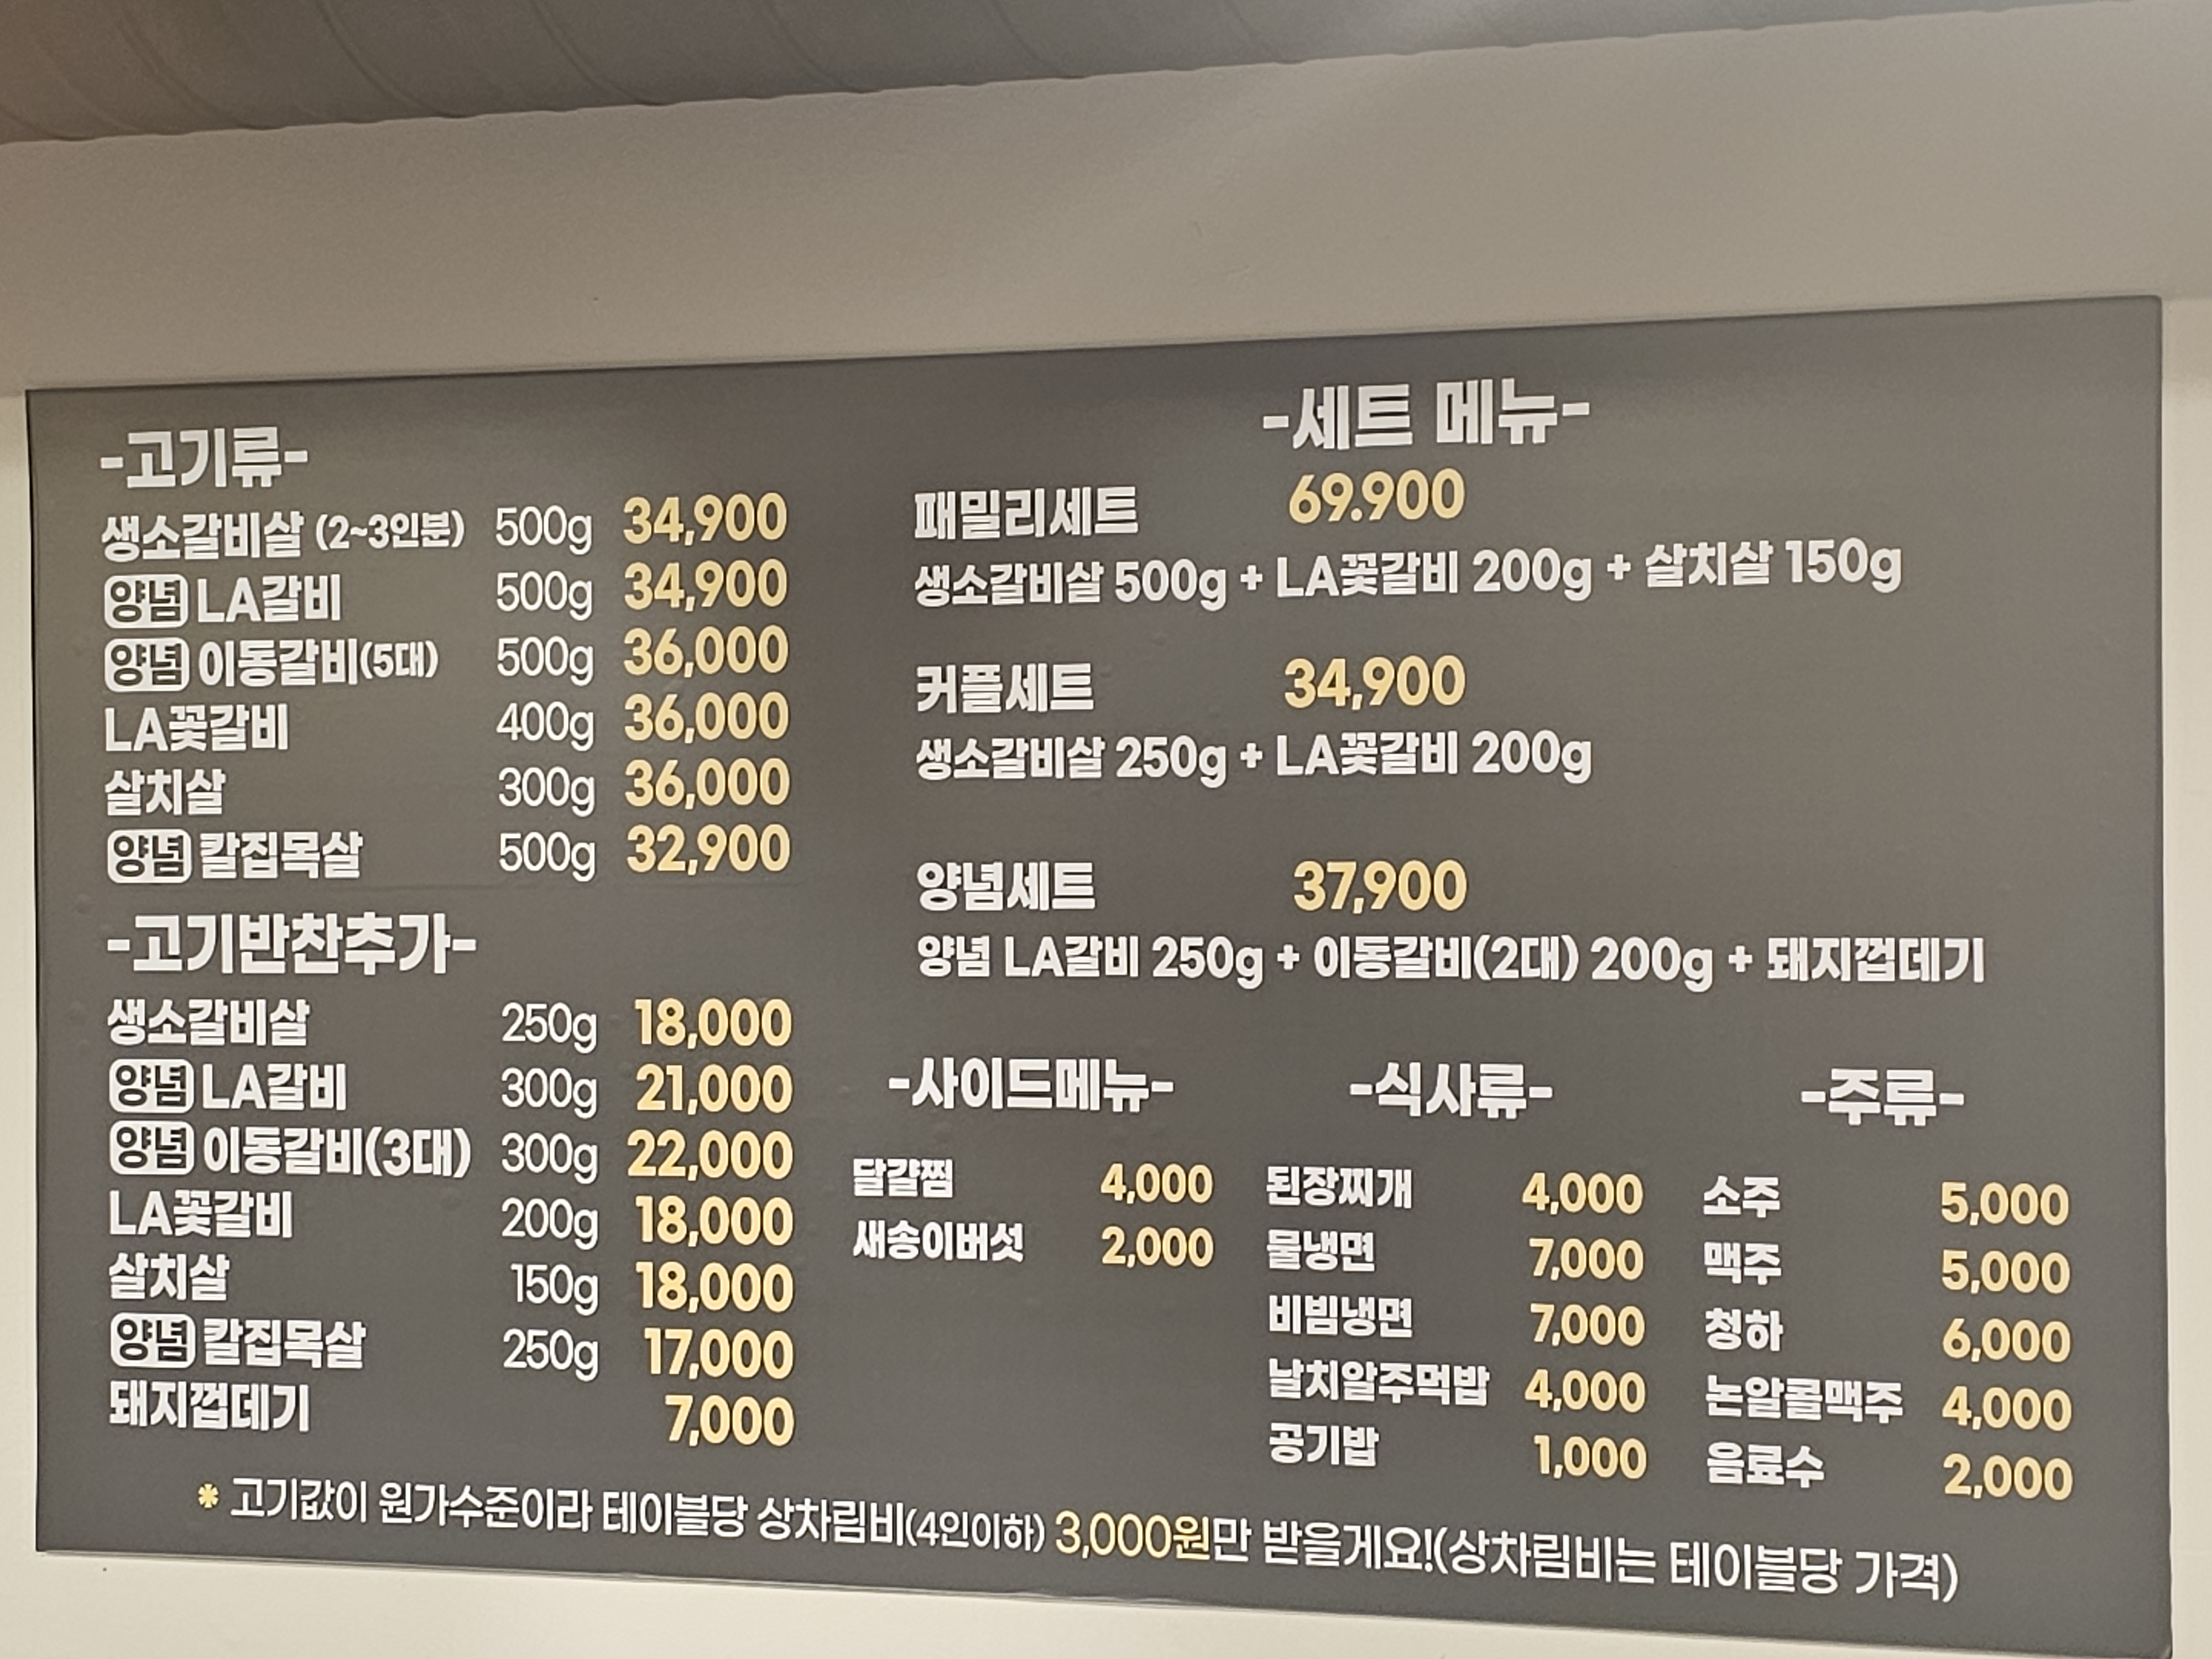 -고기류-
생소갈비살 (2~3인분) 500g 34,900
양념 LA갈비 500g 34,900
양념 이동갈비(5대) 500g 36,000
LA꽃갈비 400g 36,000
살치살 300g 36,000
양념 칼집목살 500g 32,900
-고기반찬추가-
생소갈비살 250g 18,000
양념 LA갈비 300g 21,000
양념 이동갈비(3대) 300g 22,000
LA꽃갈비 200g 18,000
살치살 150g 18,000
양념 칼집목살 250g 17,000
돼지껍데기 7,000
-세트 메뉴-
패밀리세트 69.900
생소갈비살 500g + LA꽃갈비 200g + 살치살 150g
커플세트 34,900
생소갈비살 250g + LA꽃갈비 200g
양념세트 37,900
양념 LA갈비 250g + 이동갈비(2대) 200g + 돼지껍데기
-사이드메뉴-
달걀찜 4,000
새송이버섯 2,000
-식사류-
된장찌개 4,000
물냉면 7,000
비빔냉면 7,000
날치알주먹밥 4,000
공기밥 1,000
-주류-
소주 5,000
맥주 5,000
청하 6,000
논알콜맥주 4,000
음료수 2,000
* 고기값이 원가수준이라 테이블당 상차림비(4인이하) 3,000원만 받을게요!(상차림비는 테이블당 가격)